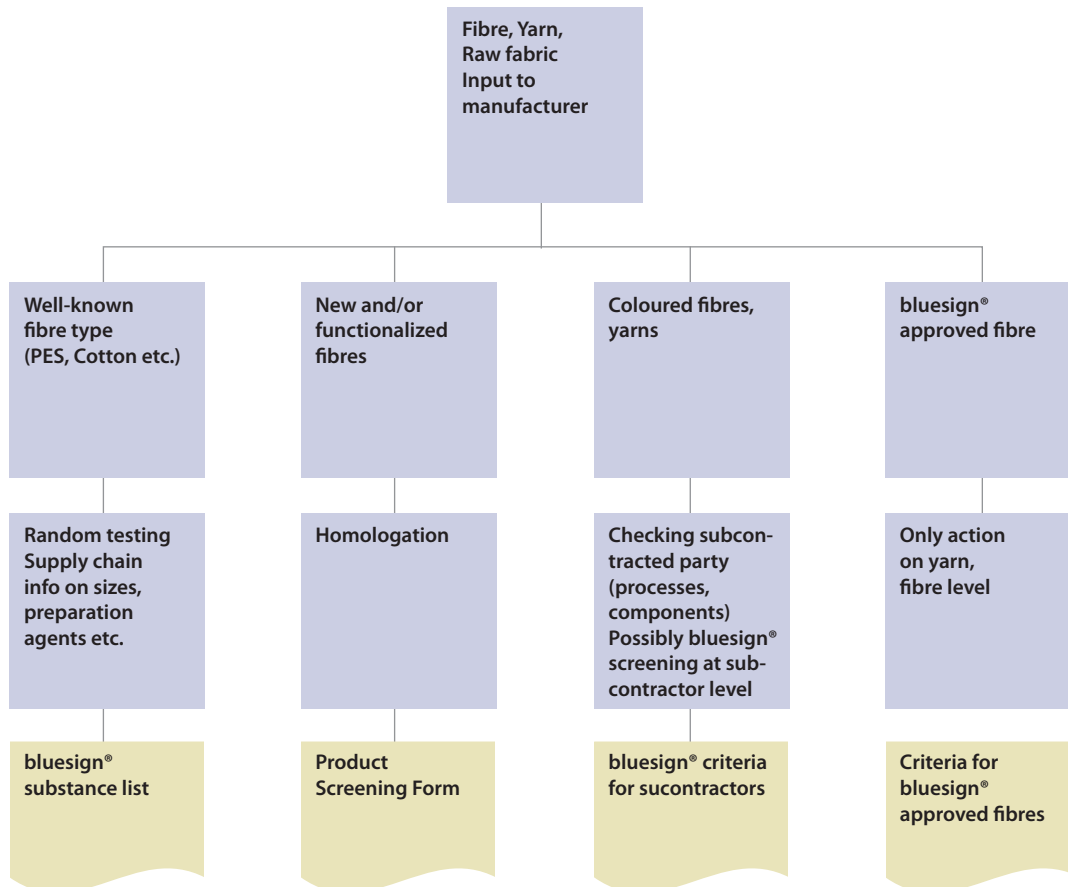 Fibre, Yarn,
Raw fabric
Input to
manufacturer
Well-known
fibre type
(PES, Cotton etc.)
New and/or
functionalized
fibres
Coloured fibres,
yarns
bluesign®
approved fibre
Random testing
Supply chain
info on sizes,
preparation
agents etc.
Homologation
Checking subcon-
tracted party
(processes,
components)
Possibly bluesign®
screening at sub-
contractor level
Only action
on yarn,
fibre level
bluesign®
substance list
Product
Screening Form
bluesign® criteria
for sucontractors
Criteria for
bluesign®
approved fibres